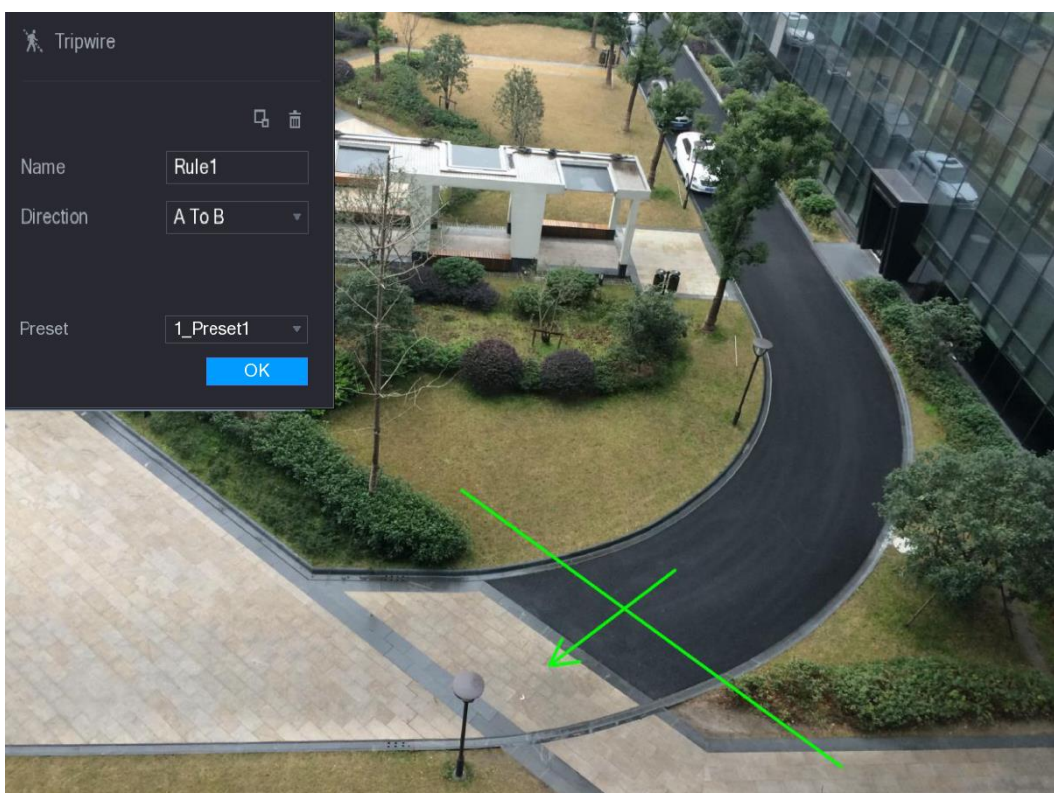 Tripwire
Name Rule1
Direction A To B
Preset 1_Preset1
OK